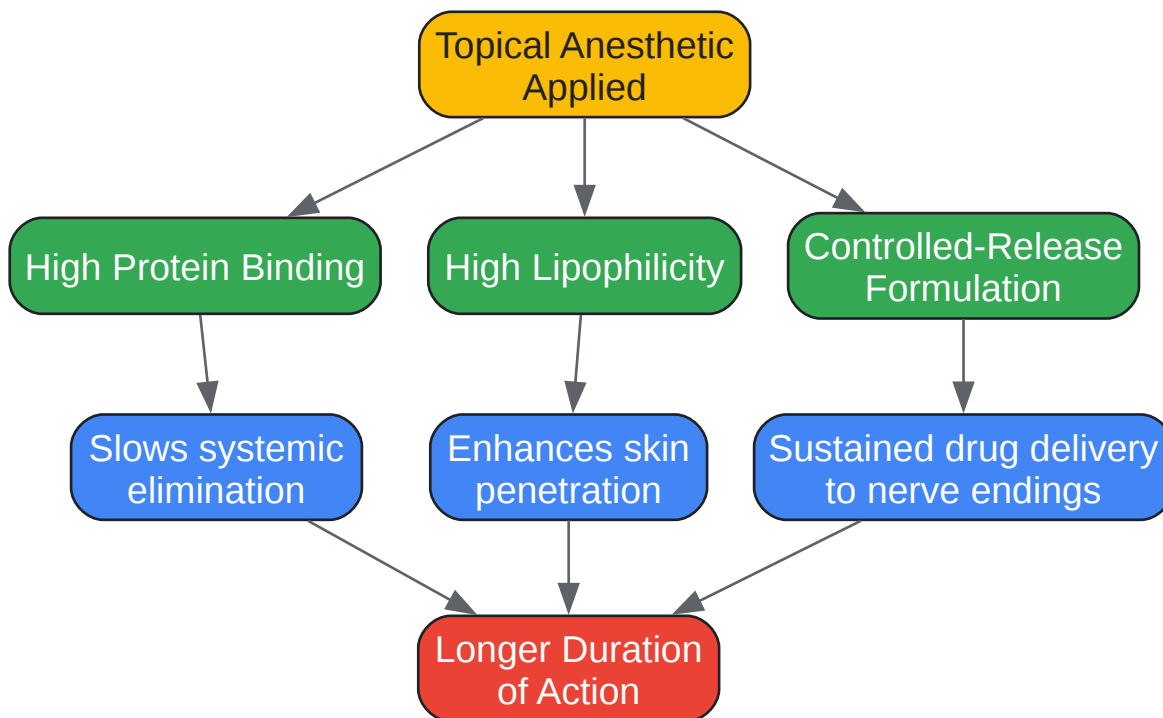 Topical Anesthetic
Applied
High Protein Binding
High Lipophilicity
Controlled-Release
Formulation
Slows systemic
elimination
Enhances skin
penetration
Sustained drug delivery
to nerve endings
Longer Duration
of Action